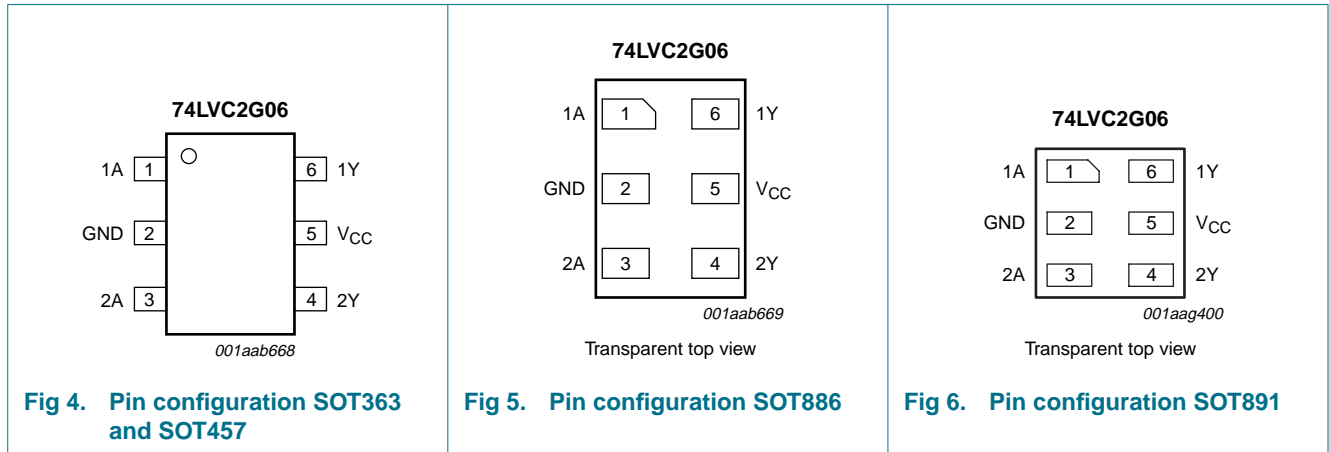 74LVC2G06
1A 1 6 1Y
GND 2 5 VCC
2A 3 4 2Y
001aab668
Fig 4. Pin configuration SOT363
and SOT457
74LVC2G06
1A 1 6 1Y
GND 2 5 VCC
2A 3 4 2Y
001aab669
Transparent top view
Fig 5. Pin configuration SOT886
74LVC2G06
1A 1 6 1Y
GND 2 5 VCC
2A 3 4 2Y
001aag400
Transparent top view
Fig 6. Pin configuration SOT891